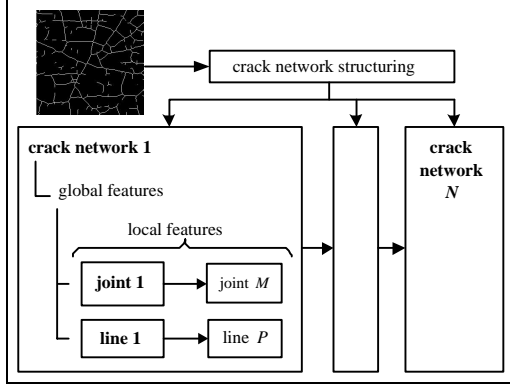 crack network structuring
crack network 1
global features
local features
joint 1
joint M
line 1
line P
crack
network
N